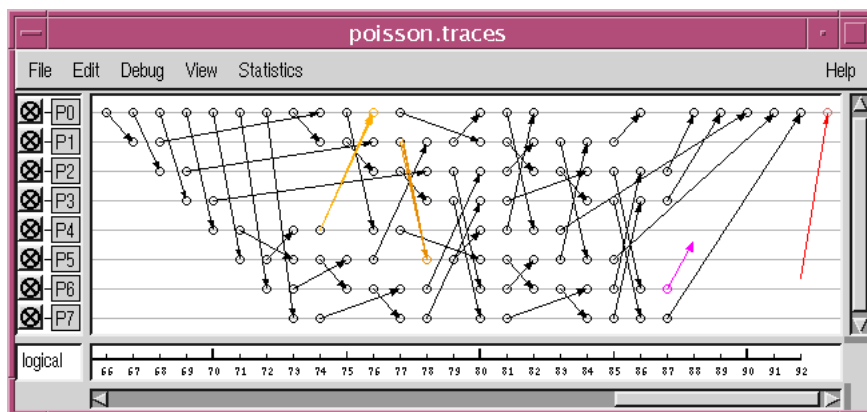 poisson.traces
File Edit Debug View Statistics Help
P0
P1
P2
P3
P4
P5
P6
P7
logical
66 67 68 69 70 71 72 73 74 75 76 77 78 79 80 81 82 83 84 85 86 87 88 89 90 91 92